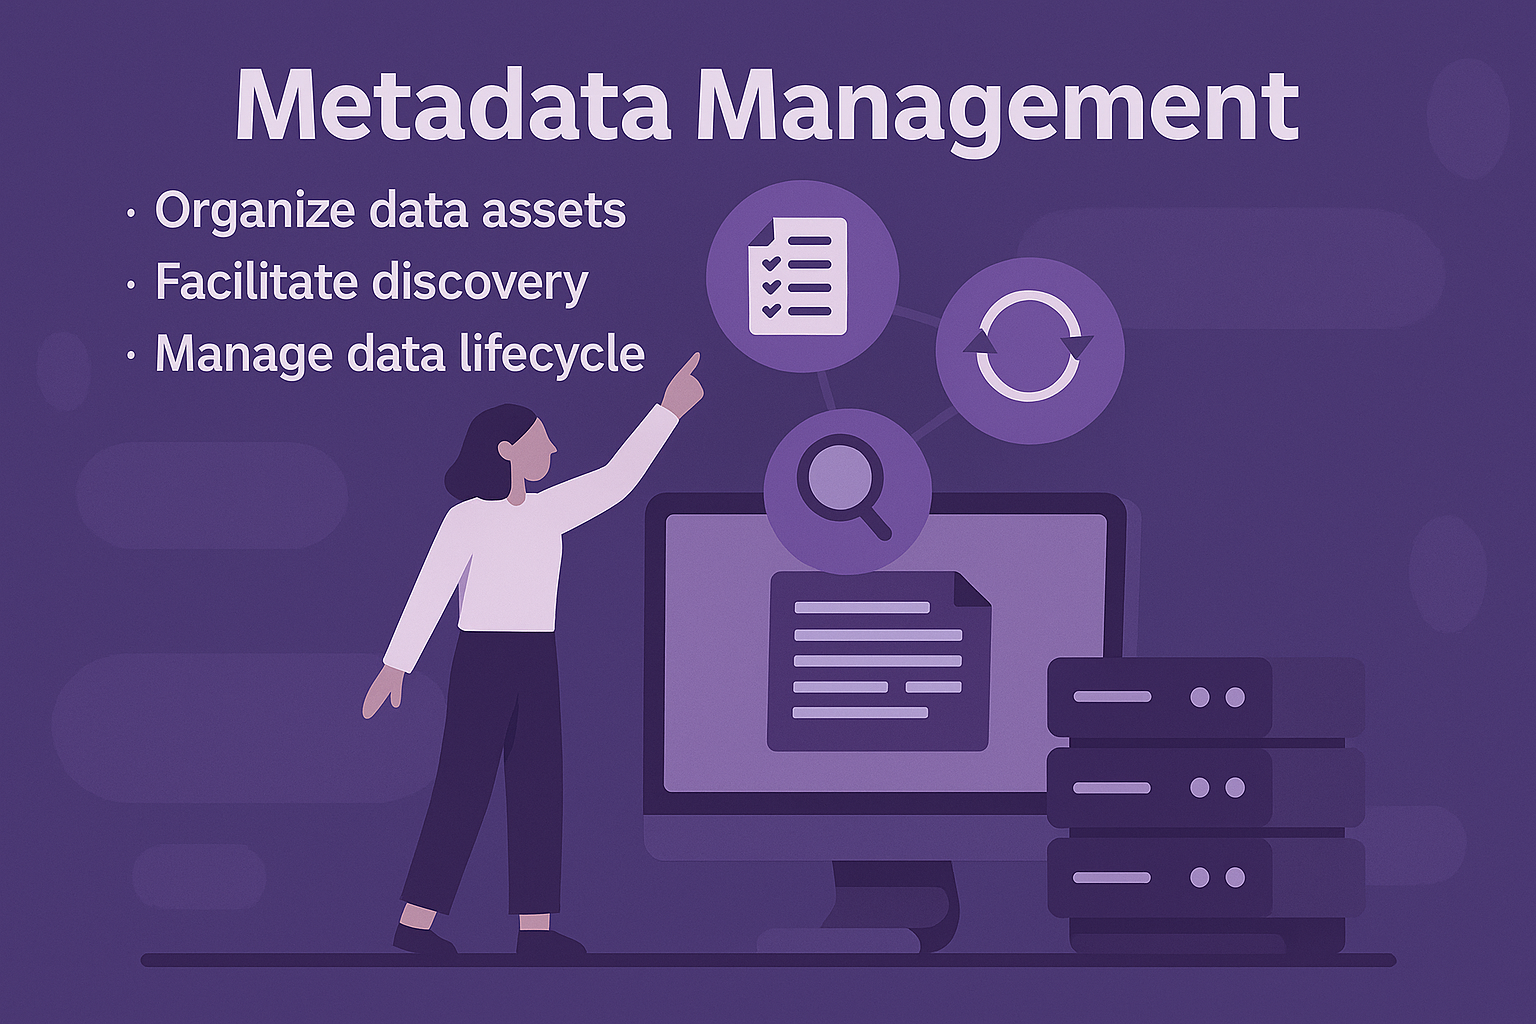 Metadata Management
· Organize data assets
· Facilitate discovery
· Manage data lifecycle